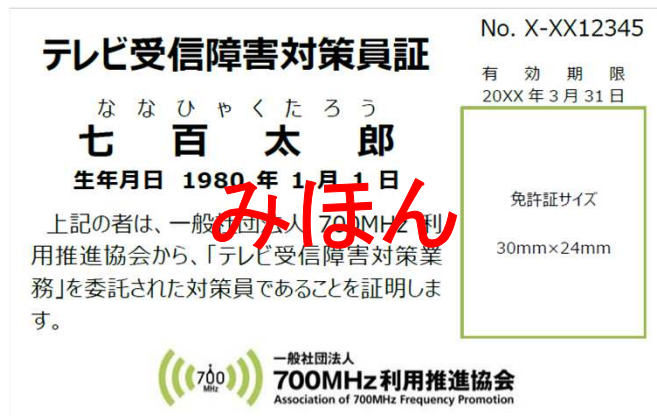 No. X-XX12345
テレビ受信障害対策員証
有効期限
20XX年3月31日
ななひゃくたろう
七百太郎
生年月日 1980 年 1 月 1 日
みほん
上記の者は、一般社団法人 700MHz 利
用推進協会から、「テレビ受信障害対策業
務」を委託された対策員であることを証明しま
す。
免許証サイズ
30mm×24mm
700
MHz
一般社団法人
700MHz利用推進協会
Association of 700MHz Frequency Promotion